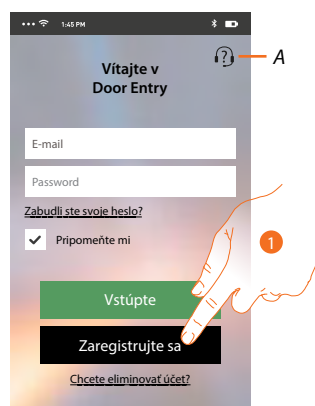 1:45 PM
A
Vítajte v
Door Entry
E-mail
Password
Zabudli ste svoje heslo?
Pripomeňte mi
1
Vstúpte
Zaregistrujte sa
Chcete eliminovať účet?